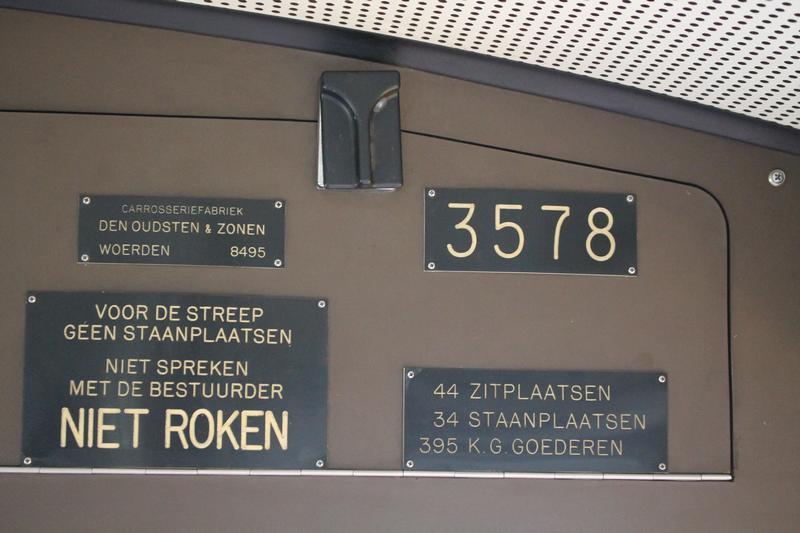 CARROSSERIEFABRIEK
DEN OUDSTEN & ZONEN
WOERDEN 8495
3578
VOOR DE STREEP
GEEN STAANPLAATSEN
NIET SPREKEN
MET DE BESTUURDER
NIET ROKEN
44 ZITPLAATSEN
34 STAANPLAATSEN
395 K.G. GOEDEREN